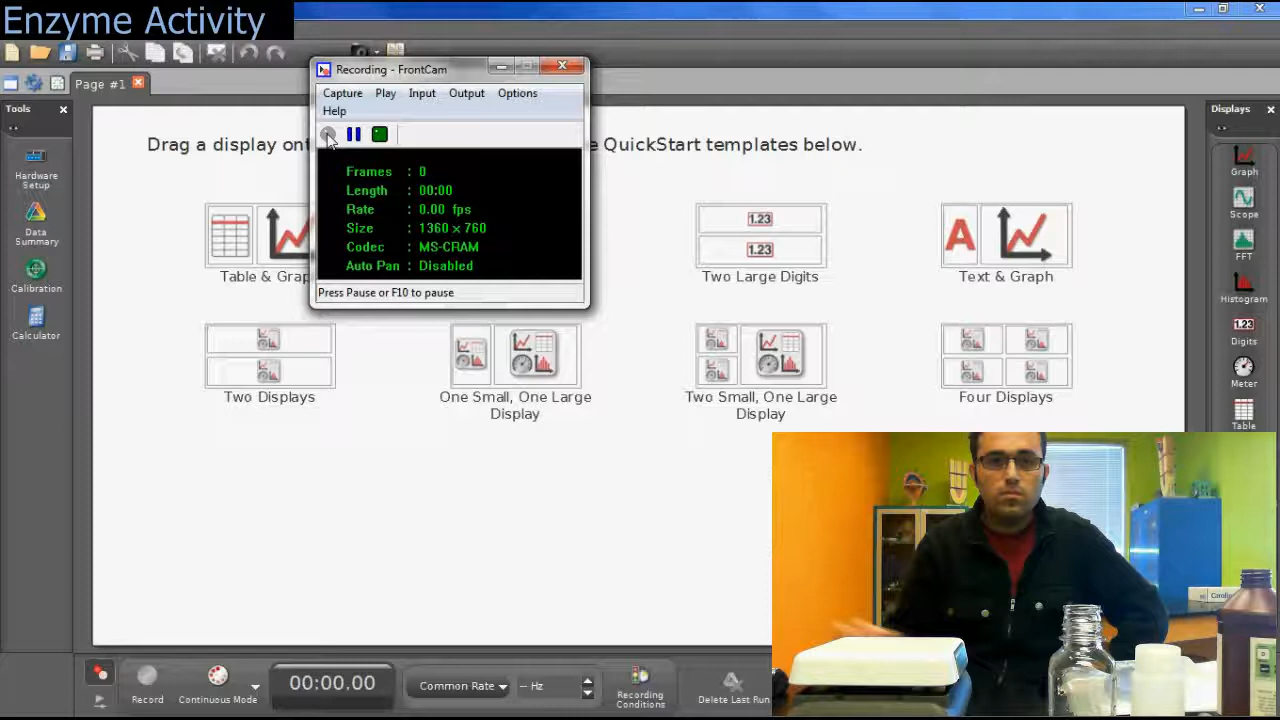 Enzyme Activity
Page #1
Tools
Hardware
Setup
Data
Summary
Calibration
Calculator
Drag a display ont
e QuickStart templates below.
Recording - FrontCam
Capture Play Input Output Options
Help
Frames : 0
Length : 00:00
Rate : 0.00 fps
Size : 1360 × 760
Codec : MS-CRAM
Auto Pan : Disabled
Press Pause or F10 to pause
Table & Grap
1.23
1.23
Two Large Digits
A
Text & Graph
Two Displays
One Small, One Large
Display
Two Small, One Large
Display
Four Displays
Displays
Graph
Scope
FFT
Histogram
1.23
Digits
Meter
Table
Record
Continuous Mode
00:00.00
Common Rate
-- Hz
Recording
Conditions
Delete Last Run